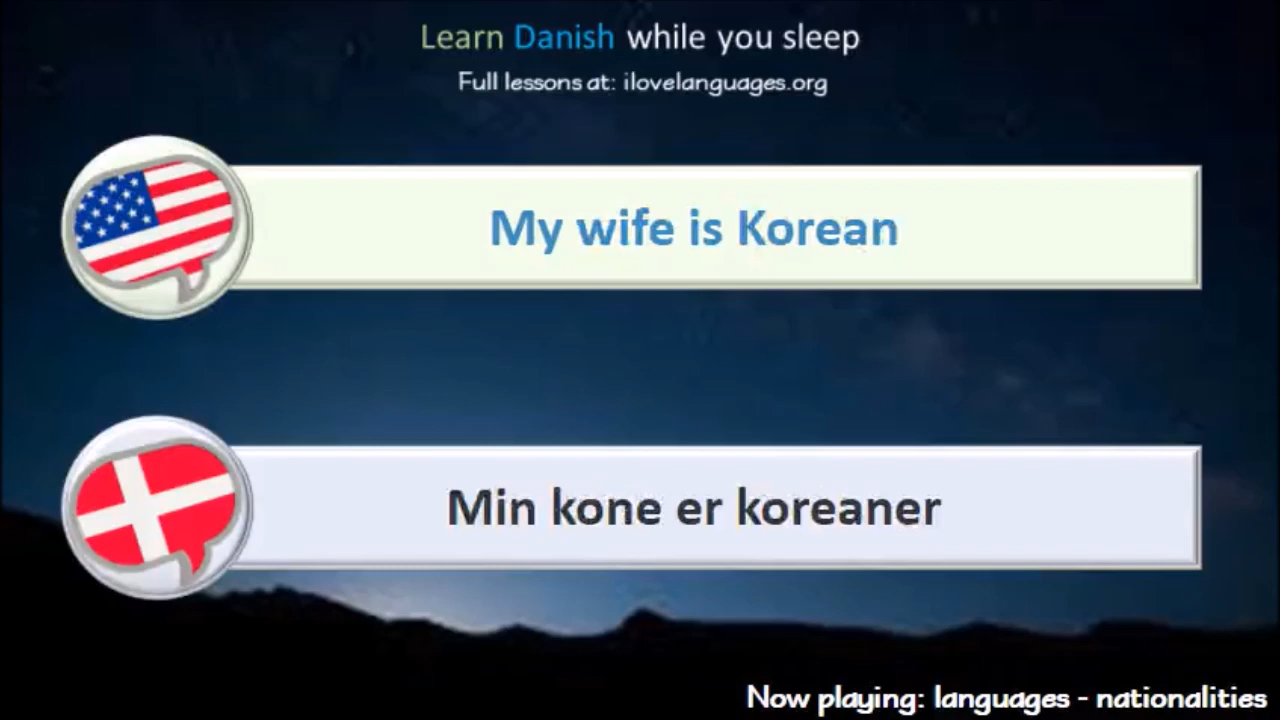 Learn Danish while you sleep
Full lessons at: ilovelanguages.org
My wife is Korean
Min kone er koreaner
Now playing: languages - nationalities